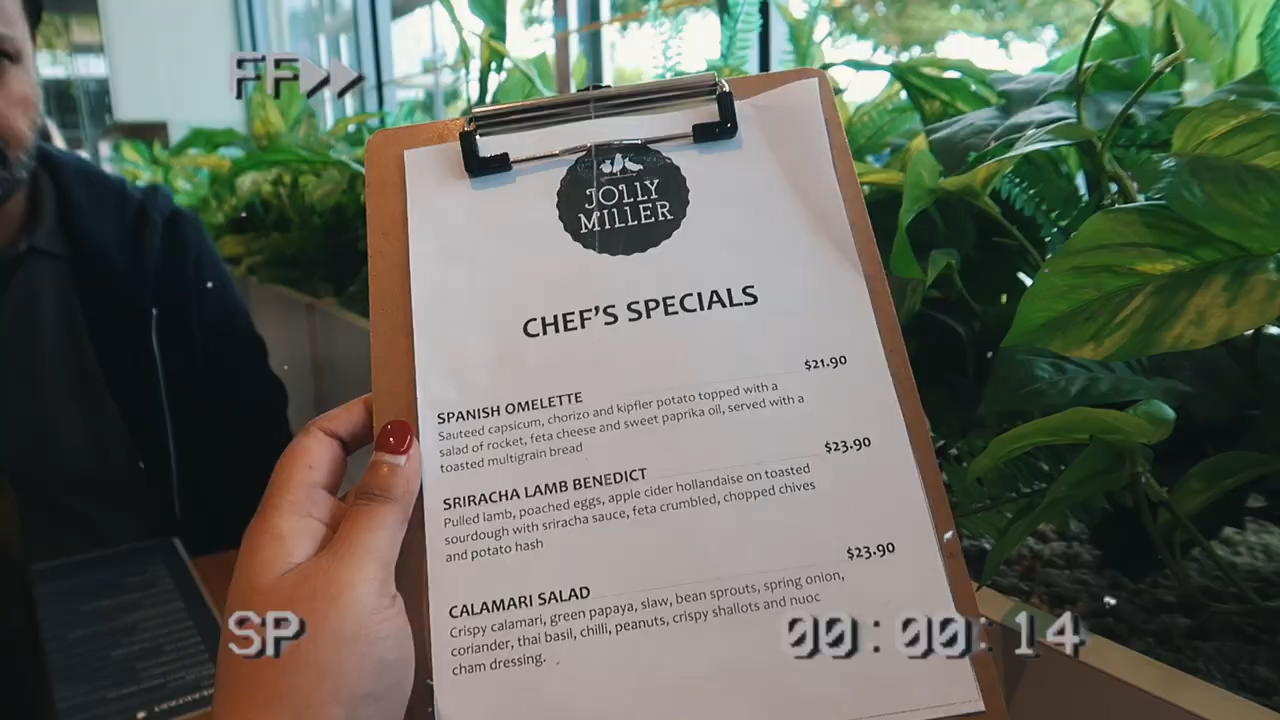 FF
JOLLY
MILLER
CHEF'S SPECIALS
$21.90
SPANISH OMELETTE
Sauteed capsicum, chorizo and kipfler potato topped with a
salad of rocket, feta cheese and sweet paprika oil, served with a
toasted multigrain bread
$23.90
SRIRACHA LAMB BENEDICT
Pulled lamb, poached eggs, apple cider hollandaise on toasted
sourdough with sriracha sauce, feta crumbled, chopped chives
and potato hash
$23.90
CALAMARI SALAD
Crispy calamari, green papaya, slaw, bean sprouts, spring onion,
coriander, thai basil, chilli, peanuts, crispy shallots and nuoc
cham dressing.
SP
00:00:14